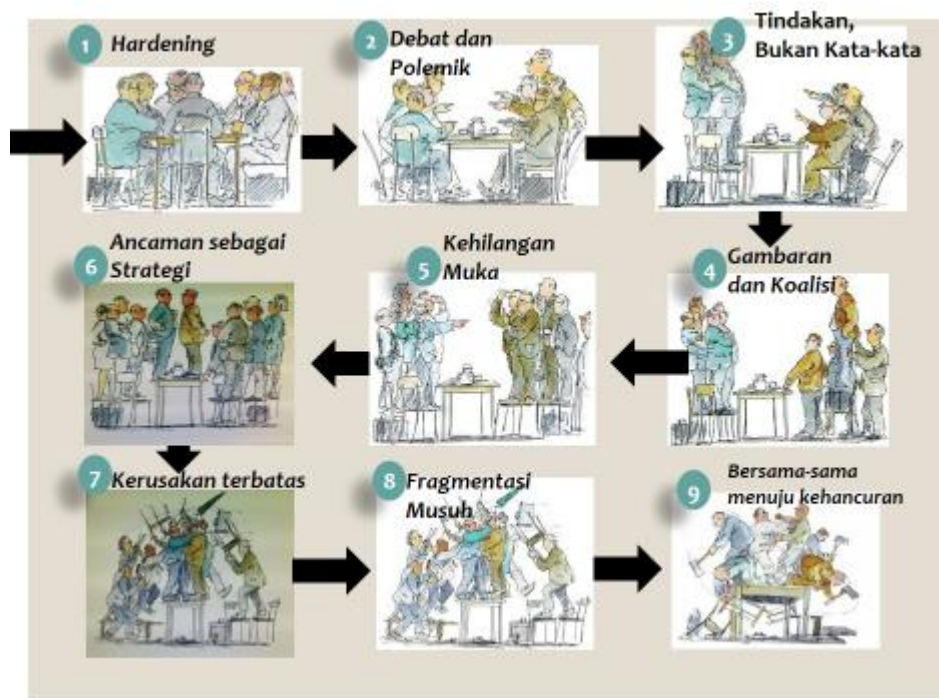 1 Hardening
2 Debat dan
Polemik
3 Tindakan,
Bukan Kata-kata
4 Gambaran
dan Koalisi
5 Kehilangan
Muka
6 Ancaman sebagai
Strategi
7 Kerusakan terbatas
8 Fragmentasi
Musuh
9 Bersama-sama
menuju kehancuran